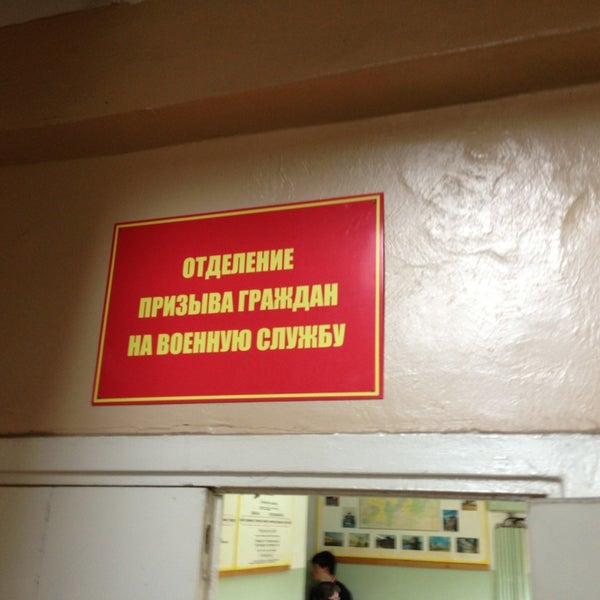 ОТДЕЛЕНИЕ
ПРИЗЫВА ГРАЖДАН
НА ВОЕННУЮ СЛУЖБУ